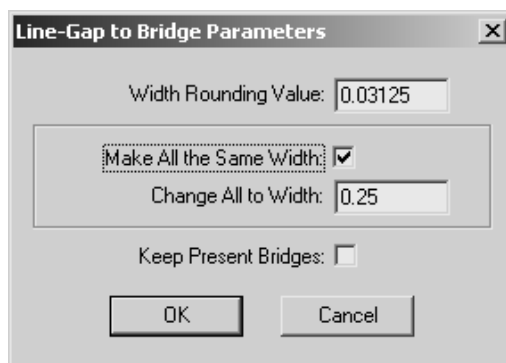 Line-Gap to Bridge Parameters
Width Rounding Value: 0.03125
Make All the Same Width:
Change All to Width: 0.25
Keep Present Bridges:
OK Cancel